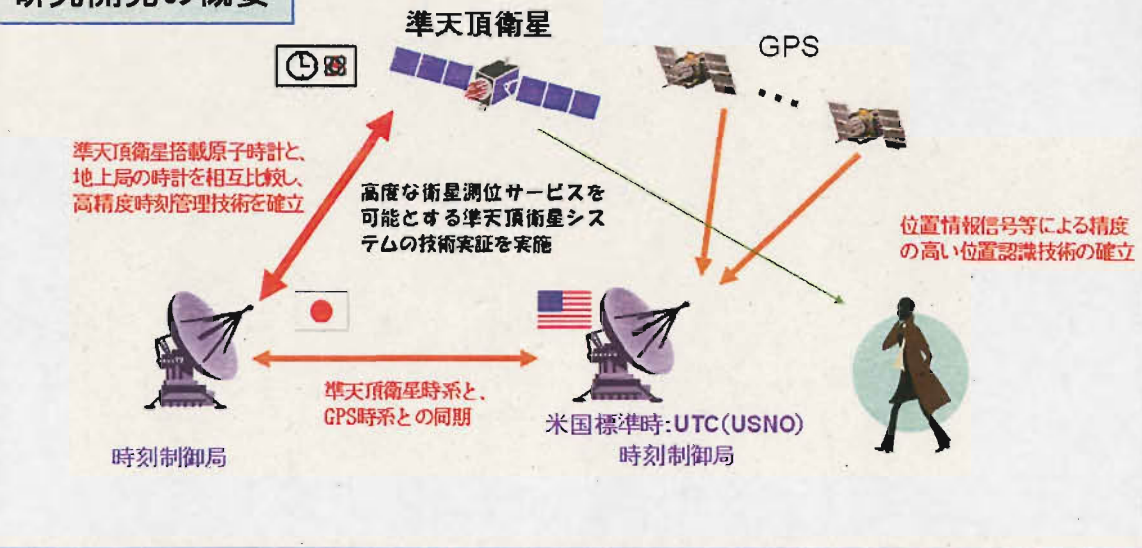 研究開発の概要
準天頂衛星
GPS
準天頂衛星搭載原子時計と、
地上局の時計を相互比較し、
高精度時刻管理技術を確立
高度な衛星測位サービスを
可能とする準天頂衛星シス
テムの技術実証を実施
位置情報信号等による精度
の高い位置認識技術の確立
準天頂衛星時系と、
GPS時系との同期
時刻制御局
米国標準時:UTC(USNO)
時刻制御局